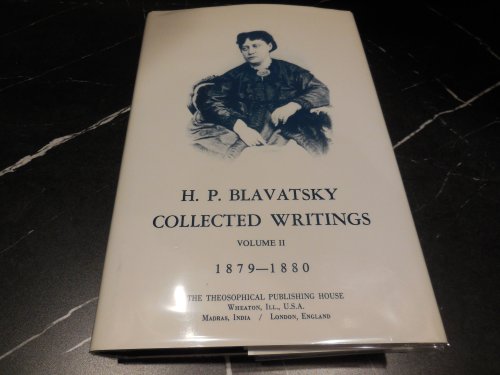 H. P. BLAVATSKY
COLLECTED WRITINGS
VOLUME II
1879—1880
THE THEOSOPHICAL PUBLISHING HOUSE
WHEATON, ILL., U.S.A.
MADRAS, INDIA / LONDON, ENGLAND